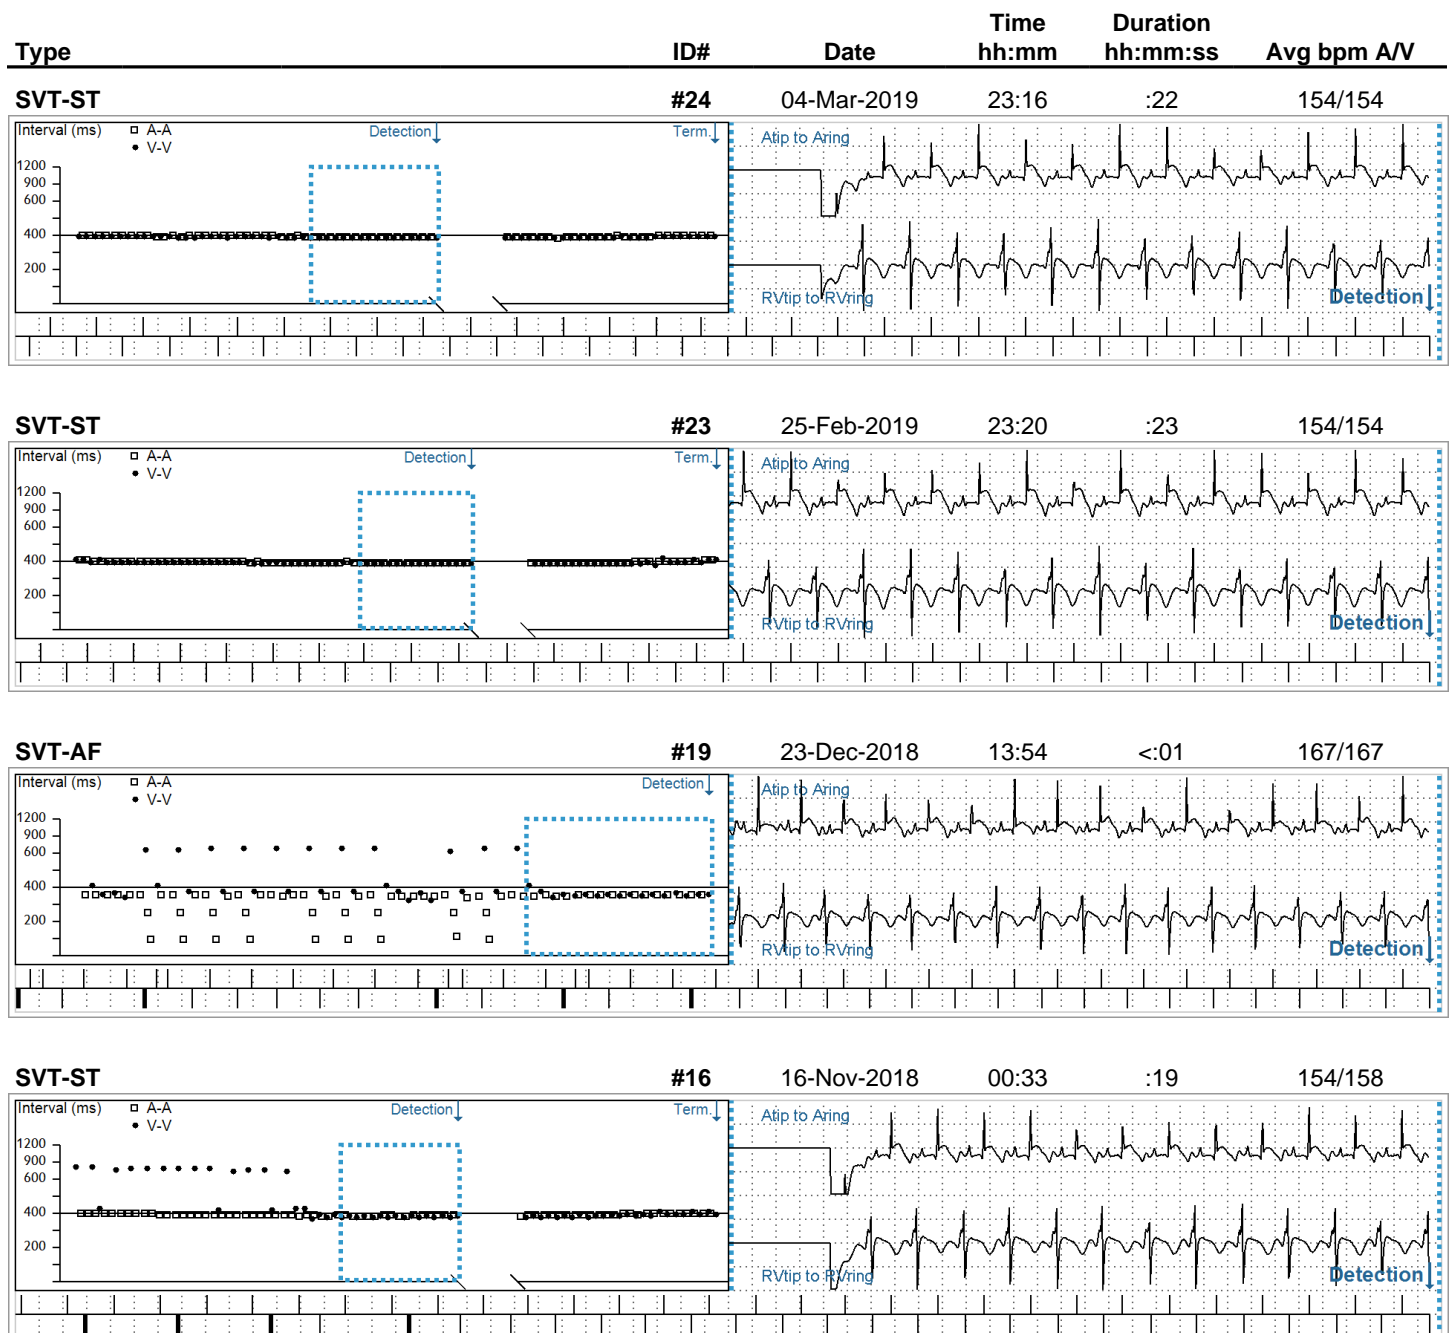 Time Duration
Type ID# Date hh:mm hh:mm:ss Avg bpm A/V
SVT-ST #24 04-Mar-2019 23:16 :22 154/154
Interval (ms) A-A Detection Term. Atip to Aring
V-V
1200
900
600
400
200
RVtip to RVring Detection
SVT-ST #23 25-Feb-2019 23:20 :23 154/154
Interval (ms) A-A Detection Term. Atip to Aring
V-V
1200
900
600
400
200
RVtip to RVring Detection
SVT-AF #19 23-Dec-2018 13:54 <:01 167/167
Interval (ms) A-A Detection Atip to Aring
V-V
1200
900
600
400
200
RVtip to RVring Detection
SVT-ST #16 16-Nov-2018 00:33 :19 154/158
Interval (ms) A-A Detection Term. Atip to Aring
V-V
1200
900
600
400
200
RVtip to RVring Detection